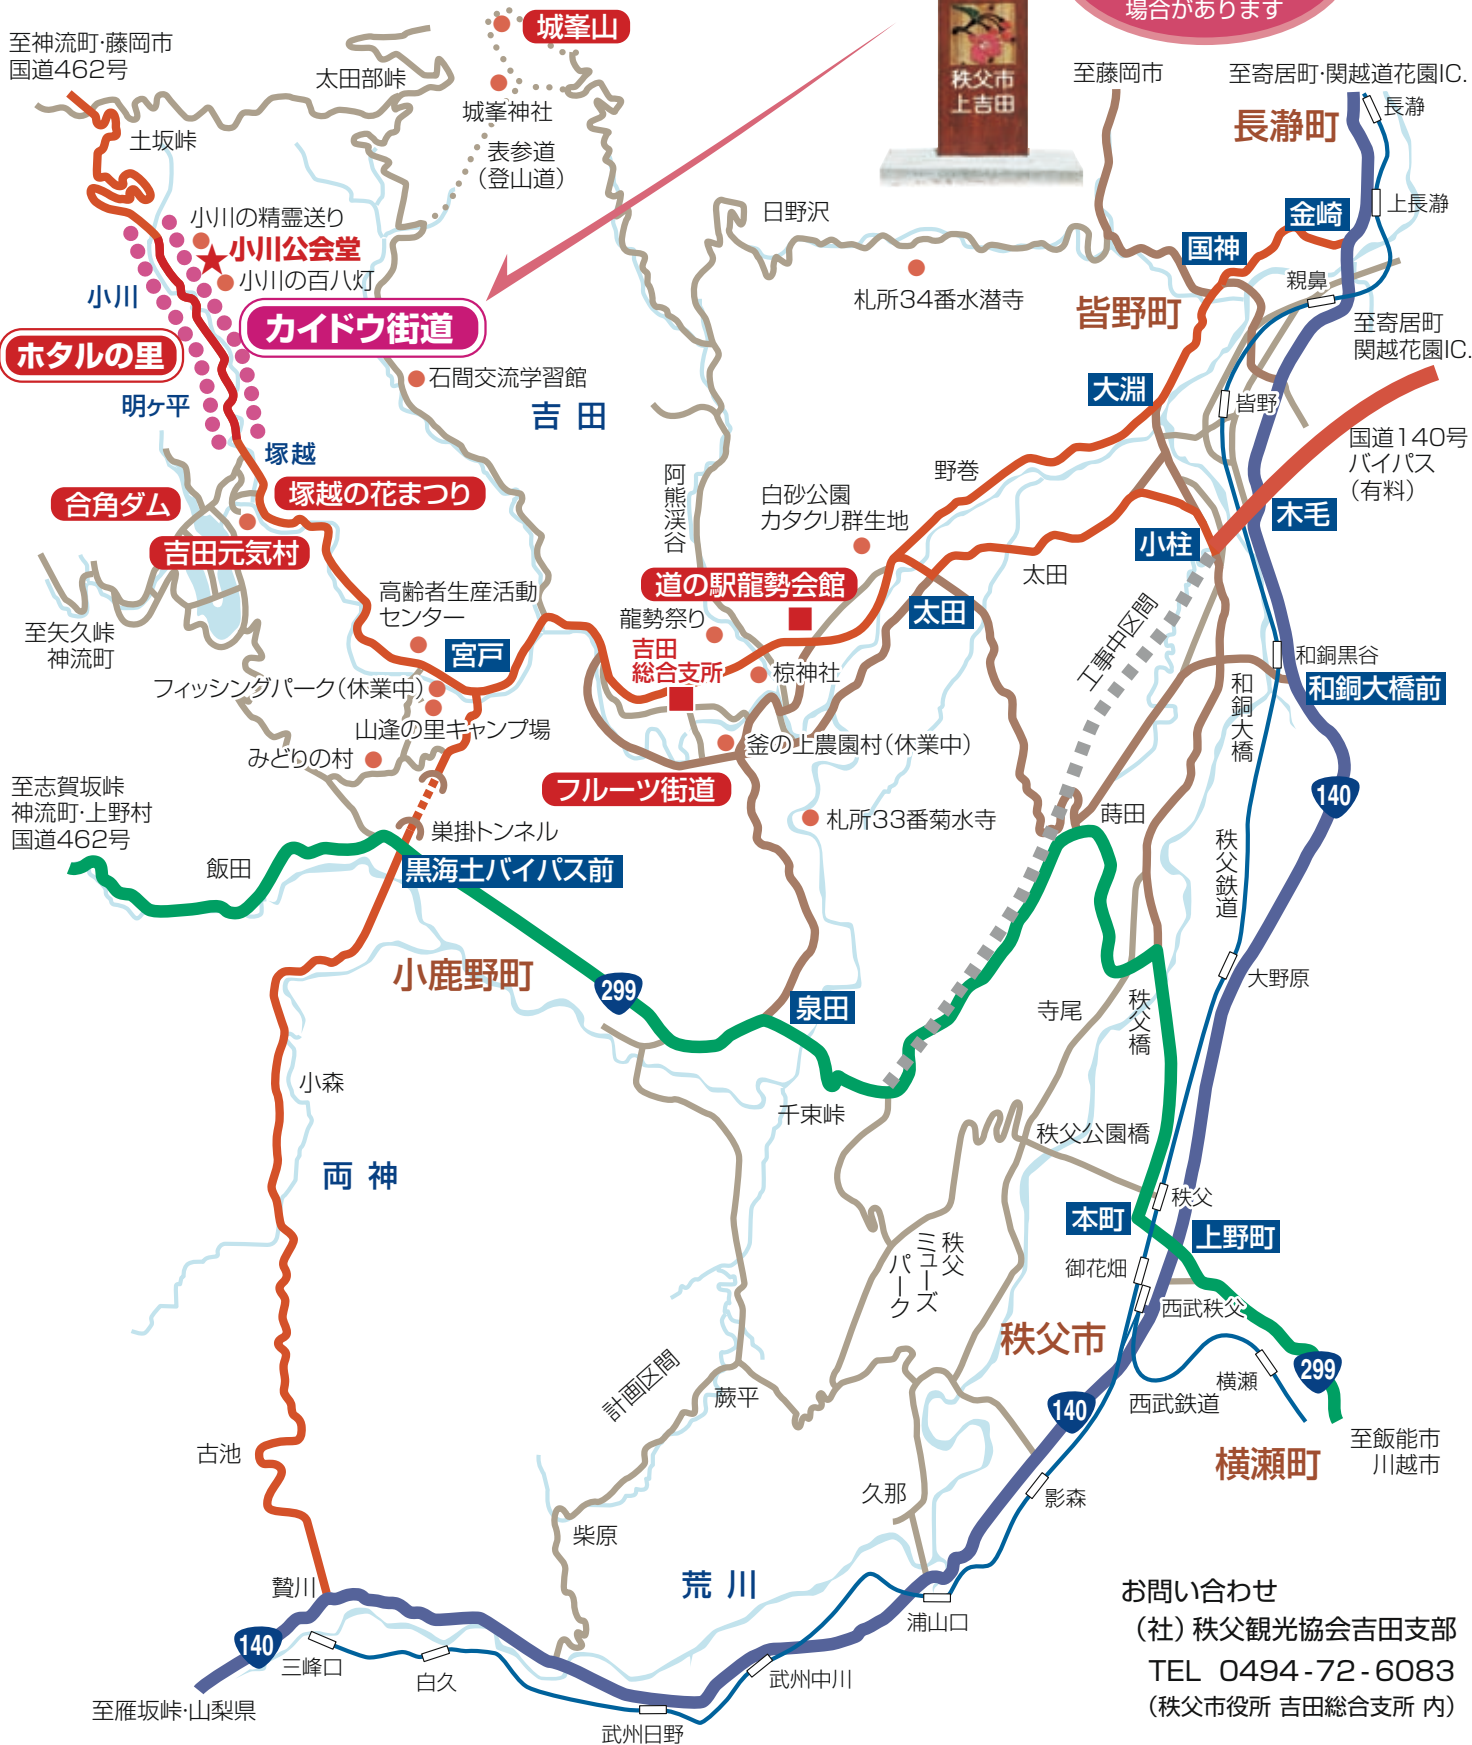 場合があります
秩父市
上吉田
城峯山
至神流町・藤岡市
国道462号
太田部峠
城峯神社
土坂峠
表参道
（登山道）
至藤岡市
至寄居町・関越道花園IC.
長瀞
長瀞町
上長瀞
小川の精霊送り
小川公会堂
小川の百八灯
小川
カイドウ街道
ホタルの里
明ヶ平
塚越
日野沢
札所34番水潜寺
金崎
国神
親鼻
皆野町
至寄居町
関越花園IC.
石間交流学習館
吉田
大淵
皆野
国道140号
バイパス
（有料）
合角ダム
塚越の花まつり
吉田元気村
阿熊渓谷
白砂公園
カタクリ群生地
野巻
木毛
小柱
高齢者生産活動
センター
道の駅龍勢会館
龍勢祭り
太田
太田
工事中区間
至矢久峠
神流町
宮戸
吉田
総合支所
椋神社
和銅黒谷
和銅大橋前
和銅大橋
フィッシングパーク（休業中）
山逢の里キャンプ場
みどりの村
釜の上農園村（休業中）
フルーツ街道
至志賀坂峠
神流町・上野村
国道462号
140
札所33番菊水寺
蒔田
巣掛トンネル
飯田
黒海土バイパス前
秩父鉄道
小鹿野町
299
泉田
大野原
寺尾
秩父橋
小森
千束峠
秩父公園橋
両神
秩父
本町
上野町
秩父
ミューズ
パーク
御花畑
西武秩父
秩父市
計画区間
蕨平
横瀬
299
140
西武鉄道
至飯能市
川越市
横瀬町
古池
久那
影森
柴原
荒川
贄川
浦山口
140
三峰口
白久
武州中川
至雁坂峠・山梨県
武州日野
お問い合わせ
（社）秩父観光協会吉田支部
TEL 0494-72-6083
（秩父市役所 吉田総合支所 内）